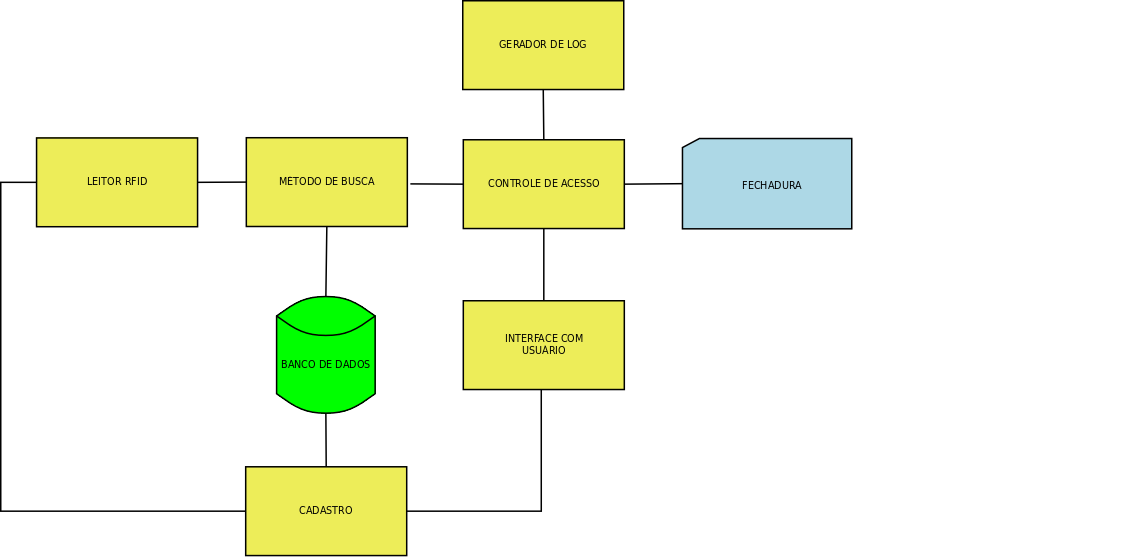 GERADOR DE LOG
LEITOR RFID
METODO DE BUSCA
CONTROLE DE ACESSO
FECHADURA
INTERFACE COM
USUARIO
BANCO DE DADOS
CADASTRO